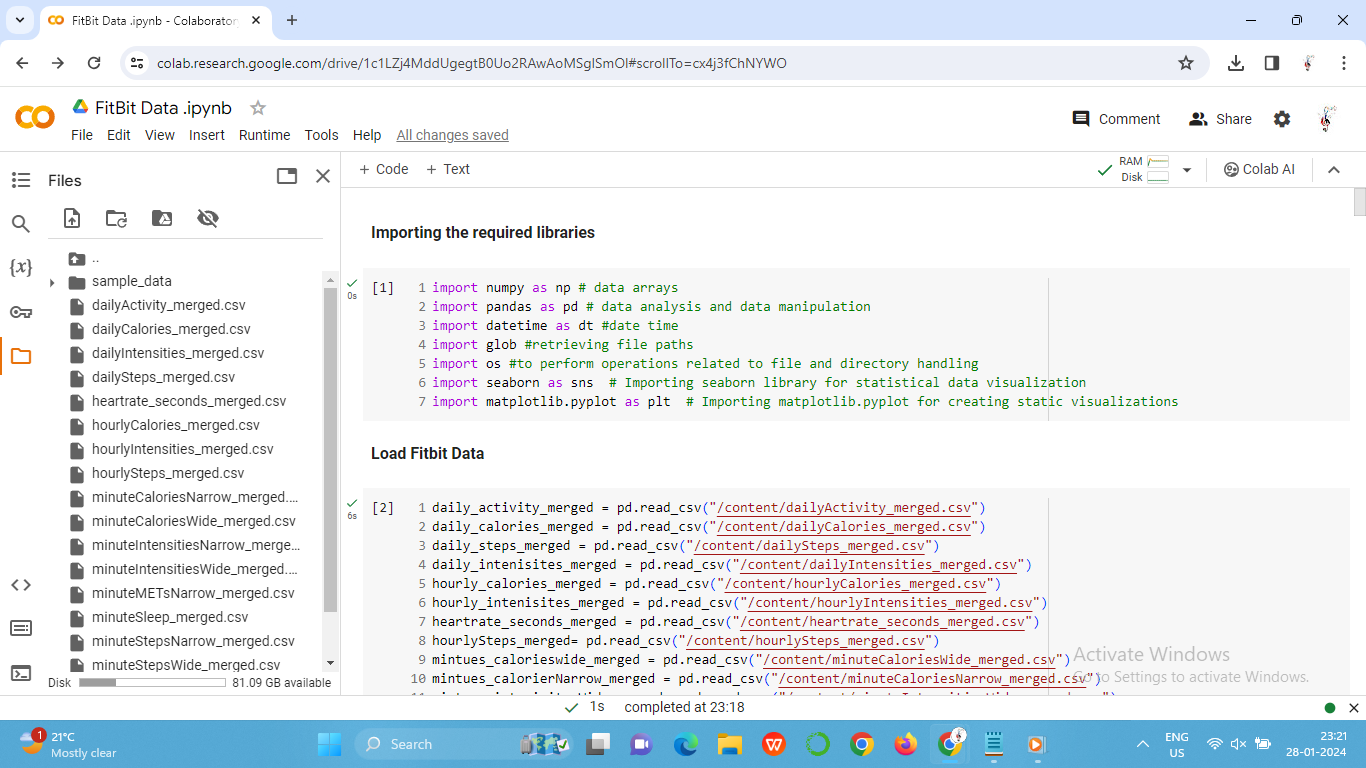 FitBit Data .ipynb - Colaborator
colab.research.google.com/drive/1c1LZj4MddUgegtB0Uo2RAwAoMSglSmOl#scrollTo=cx4j3fChNYWO
FitBit Data .ipynb
File Edit View Insert Runtime Tools Help All changes saved
Comment Share
Files
+ Code + Text
RAM
Disk
Colab AI
..
sample_data
dailyActivity_merged.csv
dailyCalories_merged.csv
dailyIntensities_merged.csv
dailySteps_merged.csv
heartrate_seconds_merged.csv
hourlyCalories_merged.csv
hourlyIntensities_merged.csv
hourlySteps_merged.csv
minuteCaloriesNarrow_merged....
minuteCaloriesWide_merged.csv
minuteIntensitiesNarrow_merge...
minuteIntensitiesWide_merged....
minuteMETsNarrow_merged.csv
minuteSleep_merged.csv
minuteStepsNarrow_merged.csv
minuteStepsWide_merged.csv
Disk 81.09 GB available
Importing the required libraries
0s
[1]
1 import numpy as np # data arrays
2 import pandas as pd # data analysis and data manipulation
3 import datetime as dt #date time
4 import glob #retrieving file paths
5 import os #to perform operations related to file and directory handling
6 import seaborn as sns  # Importing seaborn library for statistical data visualization
7 import matplotlib.pyplot as plt  # Importing matplotlib.pyplot for creating static visualizations
Load Fitbit Data
6s
[2]
1 daily_activity_merged = pd.read_csv("/content/dailyActivity_merged.csv")
2 daily_calories_merged = pd.read_csv("/content/dailyCalories_merged.csv")
3 daily_steps_merged = pd.read_csv("/content/dailySteps_merged.csv")
4 daily_intenisites_merged = pd.read_csv("/content/dailyIntensities_merged.csv")
5 hourly_calories_merged = pd.read_csv("/content/hourlyCalories_merged.csv")
6 hourly_intenisites_merged = pd.read_csv("/content/hourlyIntensities_merged.csv")
7 heartrate_seconds_merged = pd.read_csv("/content/heartrate_seconds_merged.csv")
8 hourlySteps_merged= pd.read_csv("/content/hourlySteps_merged.csv")
9 mintues_calorieswide_merged = pd.read_csv("/content/minuteCaloriesWide_merged.csv")
10 mintues_calorierNarrow_merged = pd.read_csv("/content/minuteCaloriesNarrow_merged.csv")
Activate Windows
Go to Settings to activate Windows.
1s completed at 23:18
1
21°C
Mostly clear
Search
ENG
US
23:21
28-01-2024